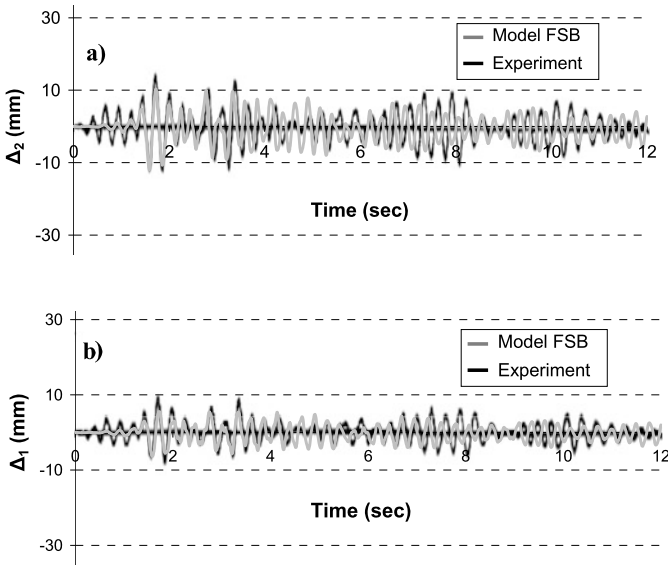 30
a)
Model FSB
Experiment
10
Δ2 (mm)
0 2 4 6 8 10 12
-10
Time (sec)
-30
30
b)
Model FSB
Experiment
10
Δ1 (mm)
0 2 4 6 8 10 12
-10
Time (sec)
-30